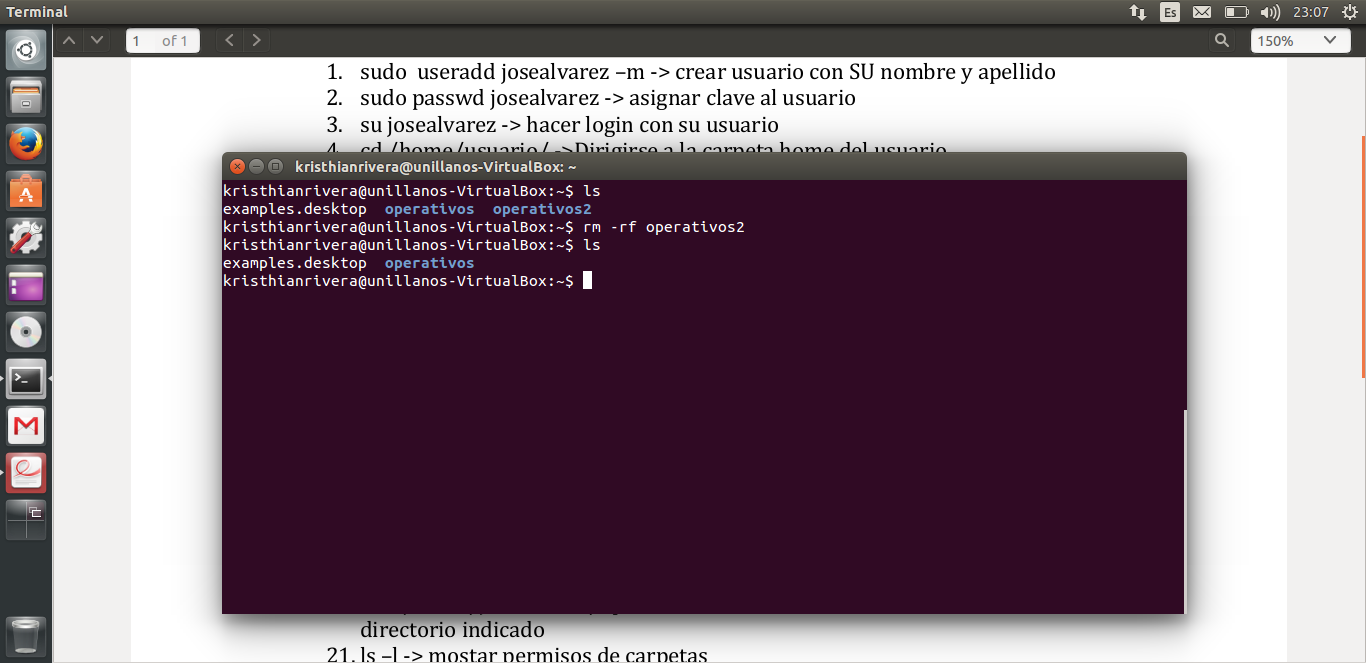 Terminal
Es
23:07
1 of 1
150%
1. sudo useradd josealvarez –m -> crear usuario con SU nombre y apellido
2. sudo passwd josealvarez -> asignar clave al usuario
3. su josealvarez -> hacer login con su usuario
4. cd /home/usuario/ ->Dirigirse a la carpeta home del usuario
kristhianrivera@unillanos-VirtualBox: ~
kristhianrivera@unillanos-VirtualBox:~$ ls
examples.desktop operativos operativos2
kristhianrivera@unillanos-VirtualBox:~$ rm -rf operativos2
kristhianrivera@unillanos-VirtualBox:~$ ls
examples.desktop operativos
kristhianrivera@unillanos-VirtualBox:~$
directorio indicado
21. ls –l -> mostar permisos de carpetas